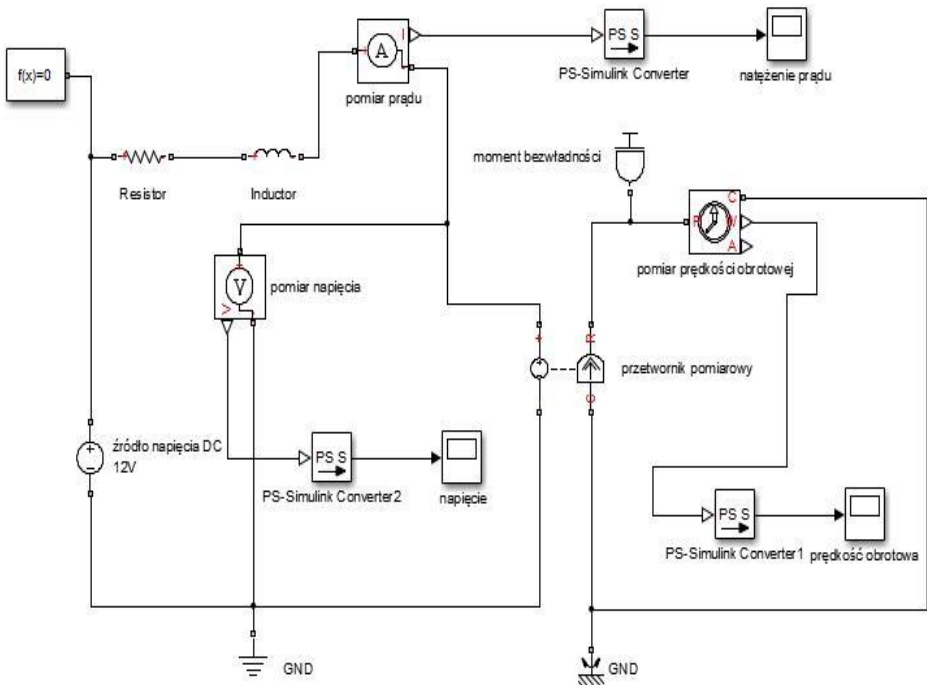 f(x)=0
A
I
pomiar prądu
PS S
PS-Simulink Converter
natężenie prądu
Resistor
Inductor
moment bezwładności
R
C
W
A
pomiar prędkości obrotowej
V
V
pomiar napięcia
R
C
przetwornik pomiarowy
źródło napięcia DC
12V
PS S
PS-Simulink Converter2
napięcie
PS S
PS-Simulink Converter1
prędkość obrotowa
GND
GND